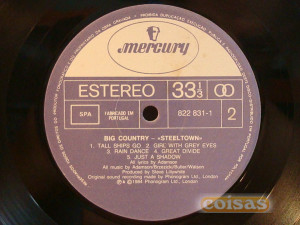 mercury
ESTEREO 33 1/3
SPA
FABRICADO EM
PORTUGAL
822 831-1
2
BIG COUNTRY - «STEELTOWN»
1. TALL SHIPS GO 2. GIRL WITH GREY EYES
3. RAIN DANCE 4. GREAT DIVIDE
5. JUST A SHADOW
All lyrics by Adamson
All music by Adamson/Brzezicki/Butler/Watson
Produced by Steve Lillywhite
Original sound recording made by Phonogram Ltd., London
℗ 1984 Phonogram Ltd., London
coisas